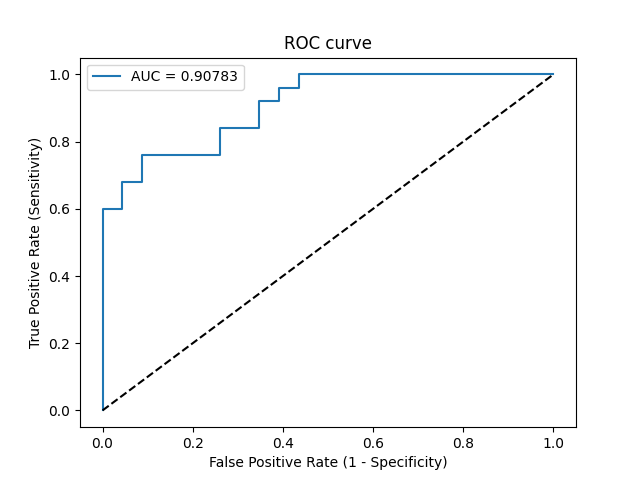 ROC curve
AUC = 0.90783
True Positive Rate (Sensitivity)
1.0
0.8
0.6
0.4
0.2
0.0
0.0 0.2 0.4 0.6 0.8 1.0
False Positive Rate (1 - Specificity)